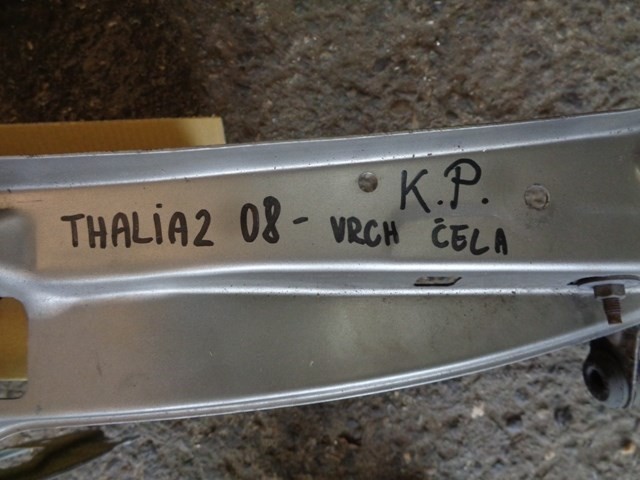 K.P.
THALiA2 08- VRCH ČELA